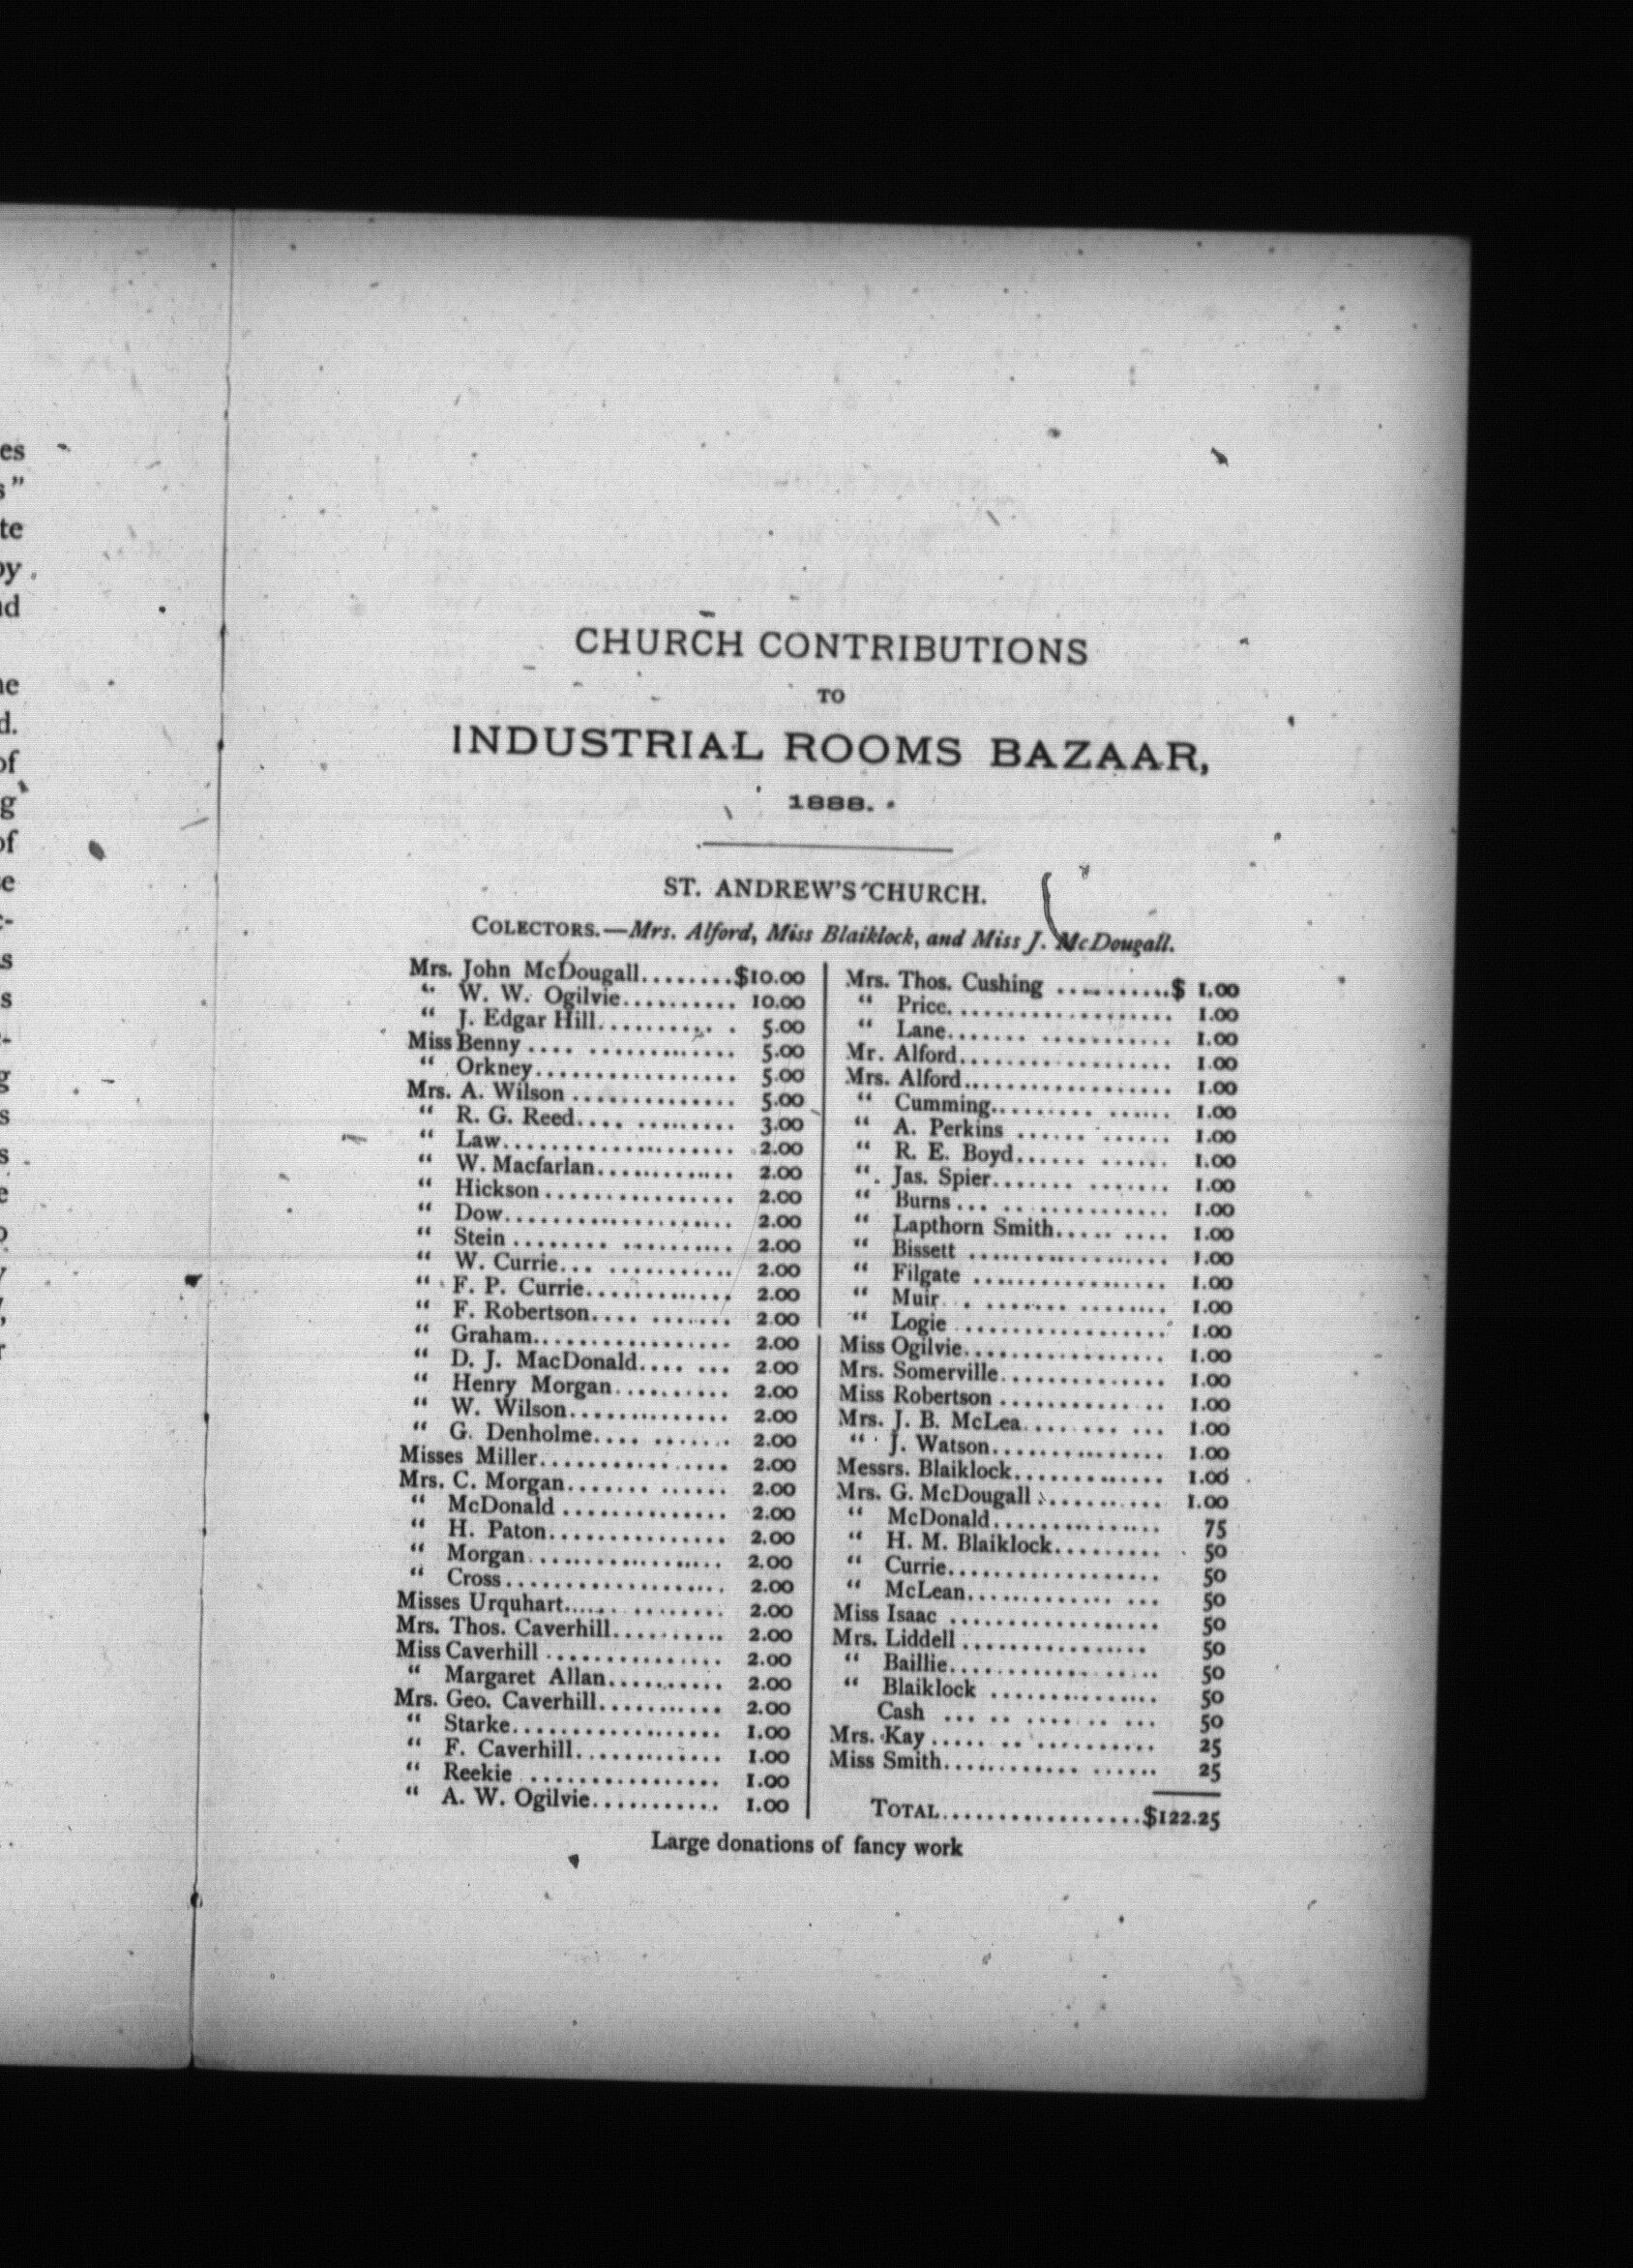 es
s"
te
by
nd
ne
d.
of
g
of
se
CHURCH CONTRIBUTIONS
TO
INDUSTRIAL ROOMS BAZAAR,
1888.
ST. ANDREW'S CHURCH.
COLECTORS.—Mrs. Alford, Miss Blaiklock, and Miss J. McDougall.
Mrs. John McDougall........$10.00
“ W. W. Ogilvie.......... 10.00
“ J. Edgar Hill.......... . 5.00
Miss Benny .... ............ 5.00
“ Orkney................. 5.00
Mrs. A. Wilson .............. 5.00
“ R. G. Reed.... ......... 3.00
“ Law................... 2.00
“ W. Macfarlan............ 2.00
“ Hickson................ 2.00
“ Dow................... 2.00
“ Stein ........ .......... 2.00
“ W. Currie... ........... 2.00
“ F. P. Currie............ 2.00
“ F. Robertson.... ....... 2.00
“ Graham................ 2.00
“ D. J. MacDonald.... ... 2.00
“ Henry Morgan.......... 2.00
“ W. Wilson............. 2.00
“ G. Denholme.... ....... 2.00
Misses Miller................ 2.00
Mrs. C. Morgan....... ...... 2.00
“ McDonald .............. 2.00
“ H. Paton............... 2.00
“ Morgan................ 2.00
“ Cross.................. 2.00
Misses Urquhart...... ........ 2.00
Mrs. Thos. Caverhill.......... 2.00
Miss Caverhill ............... 2.00
“ Margaret Allan.......... 2.00
Mrs. Geo. Caverhill........... 2.00
“ Starke................. 1.00
“ F. Caverhill............ 1.00
“ Reekie ................ 1.00
“ A. W. Ogilvie........... 1.00
Mrs. Thos. Cushing ..........$ 1.00
“ Price................... 1.00
“ Lane....... ........... 1.00
Mr. Alford.................. 1.00
Mrs. Alford.................. 1.00
“ Cumming......... ...... 1.00
“ A. Perkins ...... ...... 1.00
“ R. E. Boyd...... ...... 1.00
“ Jas. Spier....... ....... 1.00
“ Burns... .............. 1.00
“ Lapthorn Smith..... .... 1.00
“ Bissett ................ 1.00
“ Filgate ................ 1.00
“ Muir . . ....... ........ 1.00
“ Logie ................. 1.00
Miss Ogilvie................. 1.00
Mrs. Somerville.............. 1.00
Miss Robertson ........... .. 1.00
Mrs. J. B. McLea........ ... 1.00
“ J. Watson.............. 1.00
Messrs. Blaiklock............ 1.00
Mrs. G. McDougall .......... 1.00
“ McDonald.............. 75
“ H. M. Blaiklock......... 50
“ Currie................. 50
“ McLean............ ... 50
Miss Isaac ................. 50
Mrs. Liddell ............... 50
“ Baillie................. 50
“ Blaiklock .............. 50
Cash ... .. .... .. ... 50
Mrs. Kay..... .. .......... 25
Miss Smith............ ...... 25
TOTAL.................$122.25
Large donations of fancy work